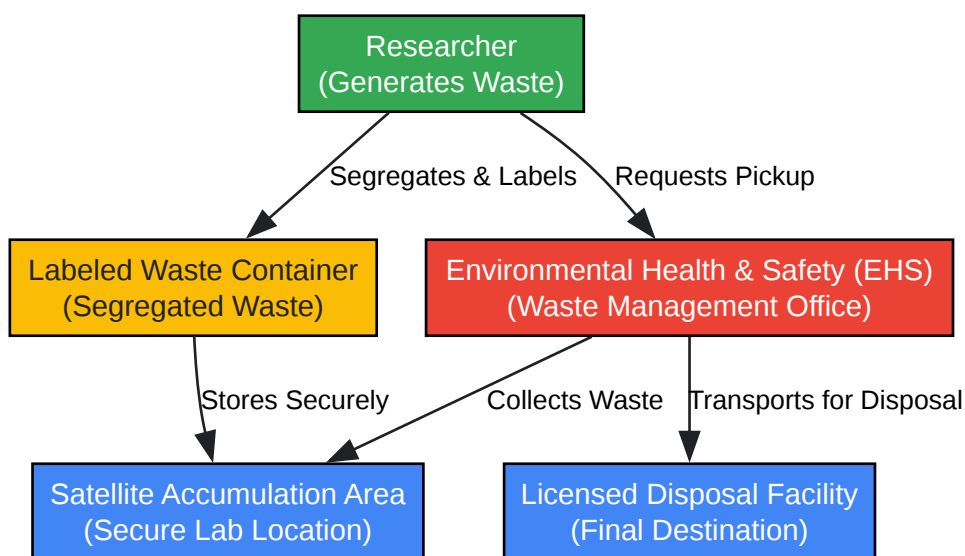 Researcher
(Generates Waste)
Segregates & Labels
Requests Pickup
Labeled Waste Container
(Segregated Waste)
Environmental Health & Safety (EHS)
(Waste Management Office)
Stores Securely
Collects Waste
Transports for Disposal
Satellite Accumulation Area
(Secure Lab Location)
Licensed Disposal Facility
(Final Destination)